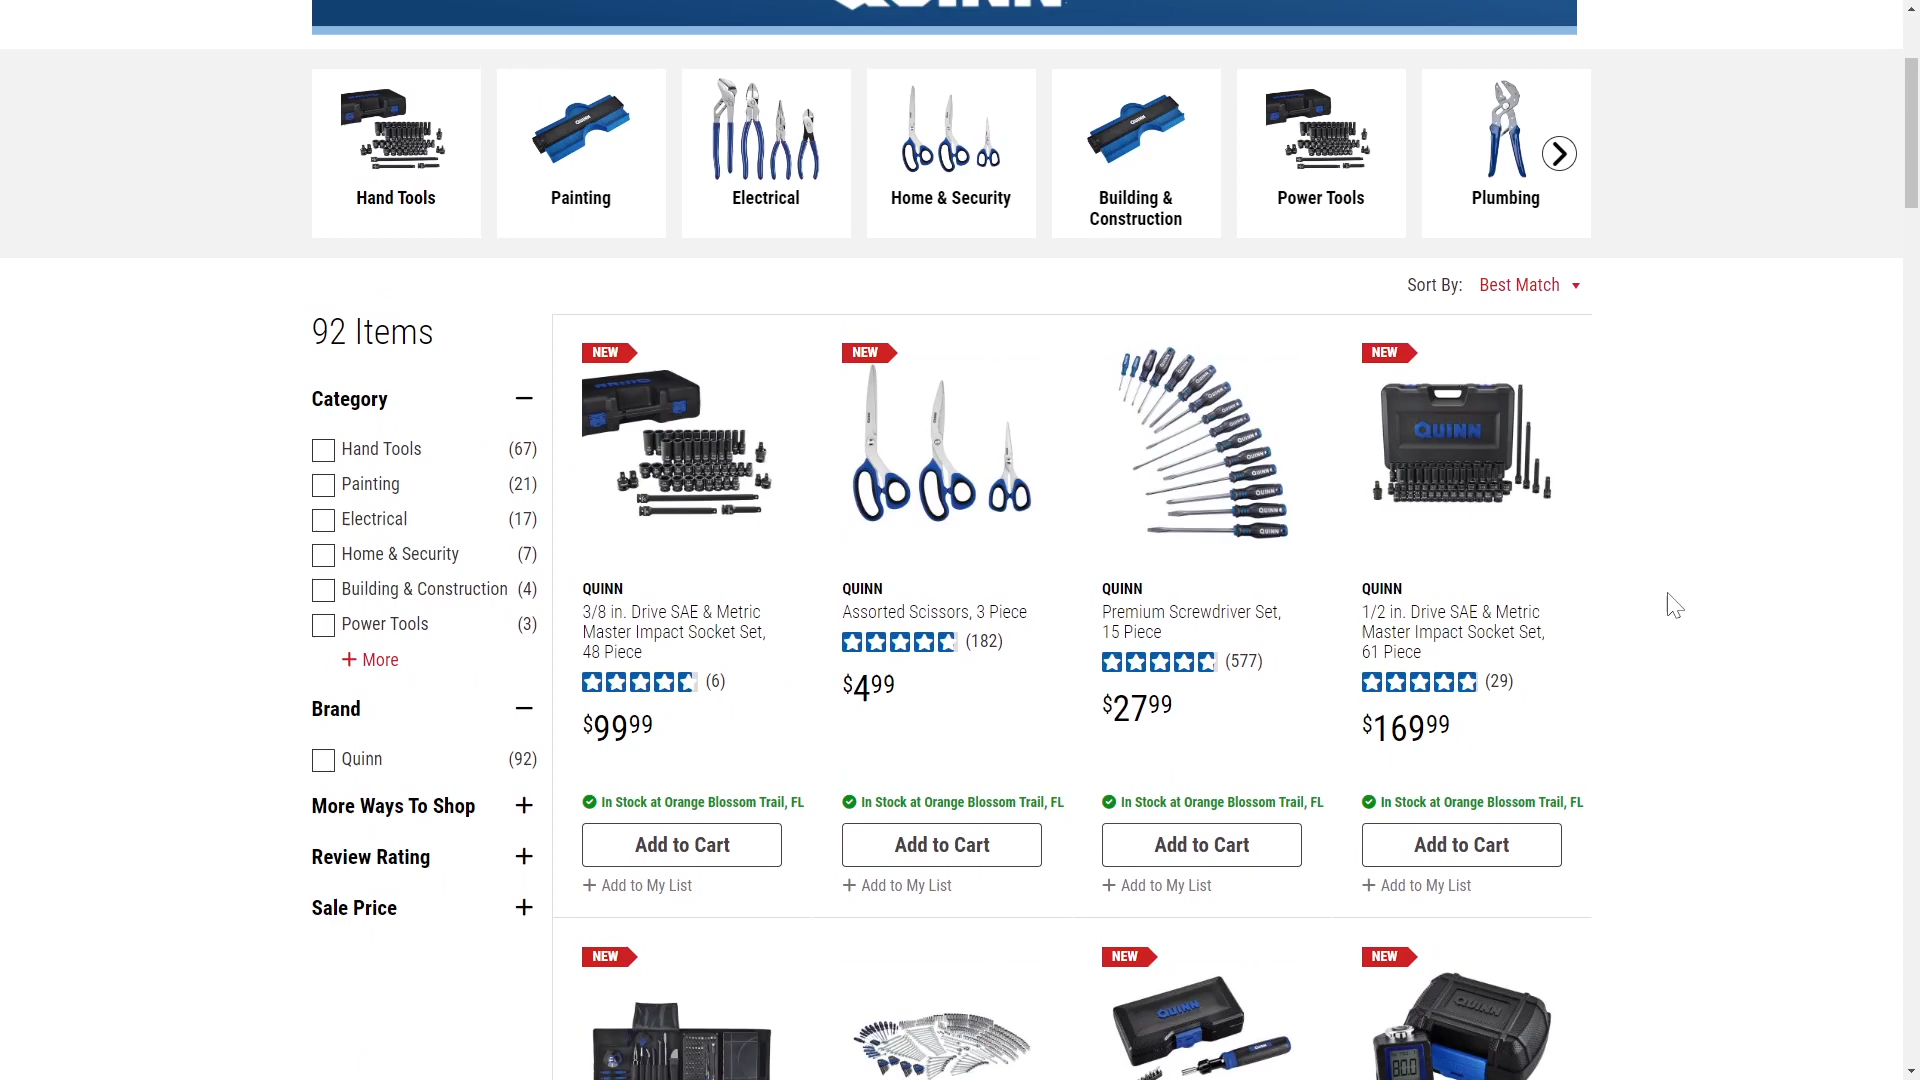 QUINN
Hand Tools
Painting
Electrical
Home & Security
Building &
Construction
Power Tools
Plumbing
Sort By: Best Match
92 Items
Category
Hand Tools (67)
Painting (21)
Electrical (17)
Home & Security (7)
Building & Construction (4)
Power Tools (3)
More
Brand
Quinn (92)
More Ways To Shop
Review Rating
Sale Price
NEW
QUINN
3/8 in. Drive SAE & Metric
Master Impact Socket Set,
48 Piece
(6)
$99 99
In Stock at Orange Blossom Trail, FL
Add to Cart
Add to My List
NEW
QUINN
Assorted Scissors, 3 Piece
(182)
$4 99
In Stock at Orange Blossom Trail, FL
Add to Cart
Add to My List
QUINN
Premium Screwdriver Set,
15 Piece
(577)
$27 99
In Stock at Orange Blossom Trail, FL
Add to Cart
Add to My List
NEW
QUINN
QUINN
1/2 in. Drive SAE & Metric
Master Impact Socket Set,
61 Piece
(29)
$169 99
In Stock at Orange Blossom Trail, FL
Add to Cart
Add to My List
NEW
NEW
QUINN
NEW
QUINN
80.0